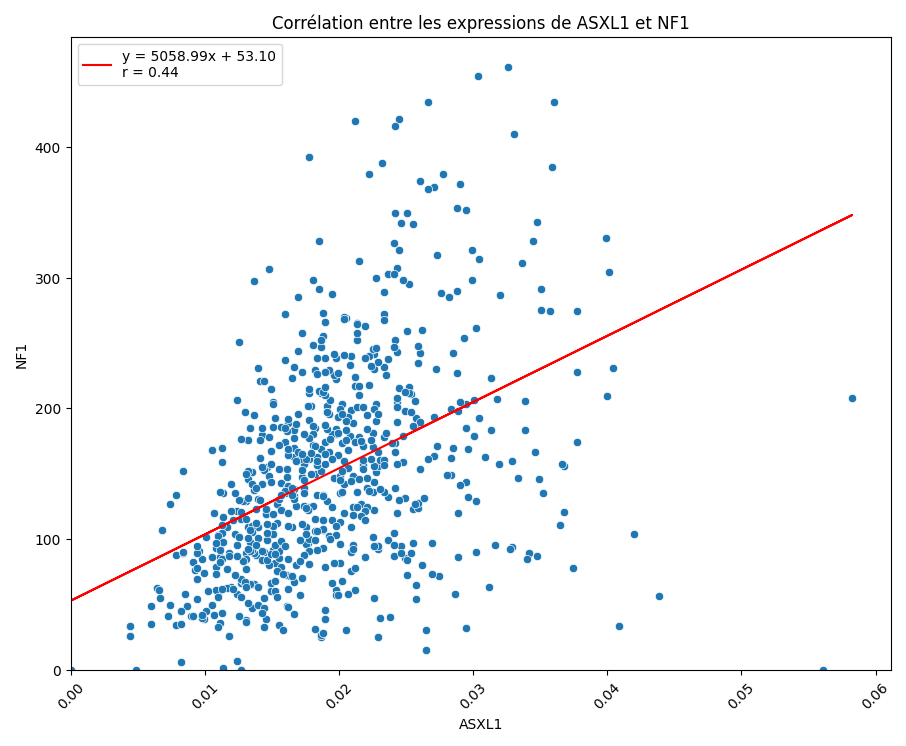 Corrélation entre les expressions de ASXL1 et NF1
y = 5058.99x + 53.10
r = 0.44
400
300
NF1
200
100
0
0.00 0.01 0.02 0.03 0.04 0.05 0.06
ASXL1